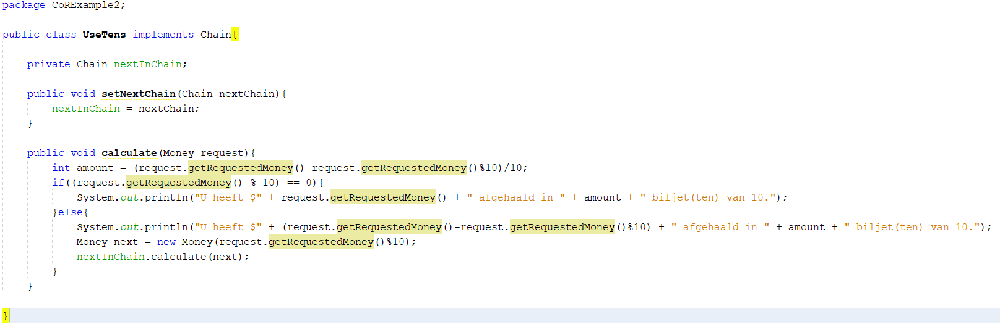 package CoRExample2;
public class UseTens implements Chain{
private Chain nextInChain;
public void setNextChain(Chain nextChain){
nextInChain = nextChain;
}
public void calculate(Money request){
int amount = (request.getRequestedMoney()-request.getRequestedMoney()%10)/10;
if((request.getRequestedMoney() % 10) == 0){
System.out.println("U heeft $" + request.getRequestedMoney() + " afgehaald in " + amount + " biljet(ten) van 10.");
}else{
System.out.println("U heeft $" + (request.getRequestedMoney()-request.getRequestedMoney()%10) + " afgehaald in " + amount + " biljet(ten) van 10.");
Money next = new Money(request.getRequestedMoney()%10);
nextInChain.calculate(next);
}
}
}